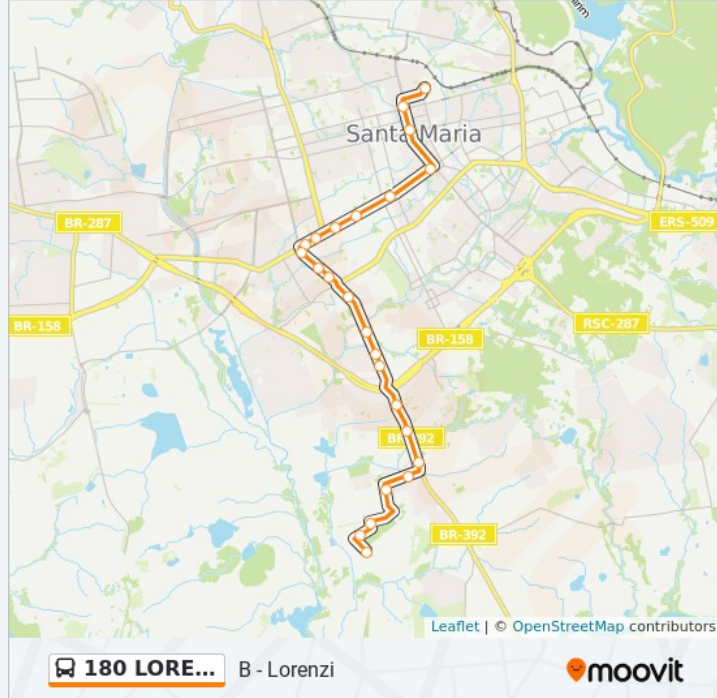 Santa Maria
BR-287
ERS-509
BR-158
RSC-287
BR-158
BR-392
BR-392
Leaflet | © OpenStreetMap contributors
180 LORE... B - Lorenzi moovit